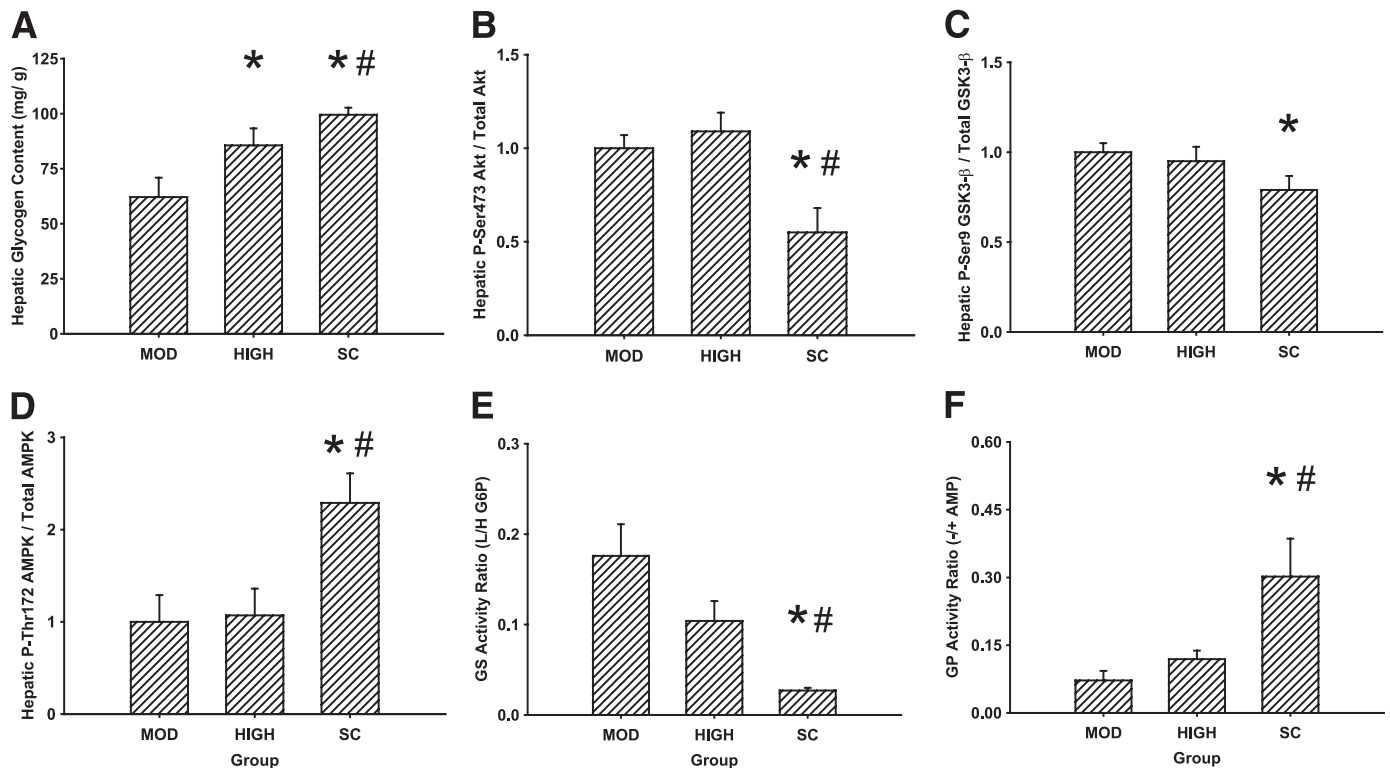 A
Hepatic Glycogen Content (mg/ g)
125
100
75
50
25
0
* * #
MOD HIGH SC
B
Hepatic P-Ser473 Akt / Total Akt
1.5
1.0
0.5
0.0
* #
MOD HIGH SC
C
Hepatic P-Ser9 GSK3-β / Total GSK3-β
1.5
1.0
0.5
0.0
*
MOD HIGH SC
D
Hepatic P-Thr172 AMPK / Total AMPK
3
2
1
0
* #
MOD HIGH SC
Group
E
GS Activity Ratio (L/H G6P)
0.3
0.2
0.1
0.0
* #
MOD HIGH SC
Group
F
GP Activity Ratio (-/+ AMP)
0.60
0.45
0.30
0.15
0.00
* #
MOD HIGH SC
Group